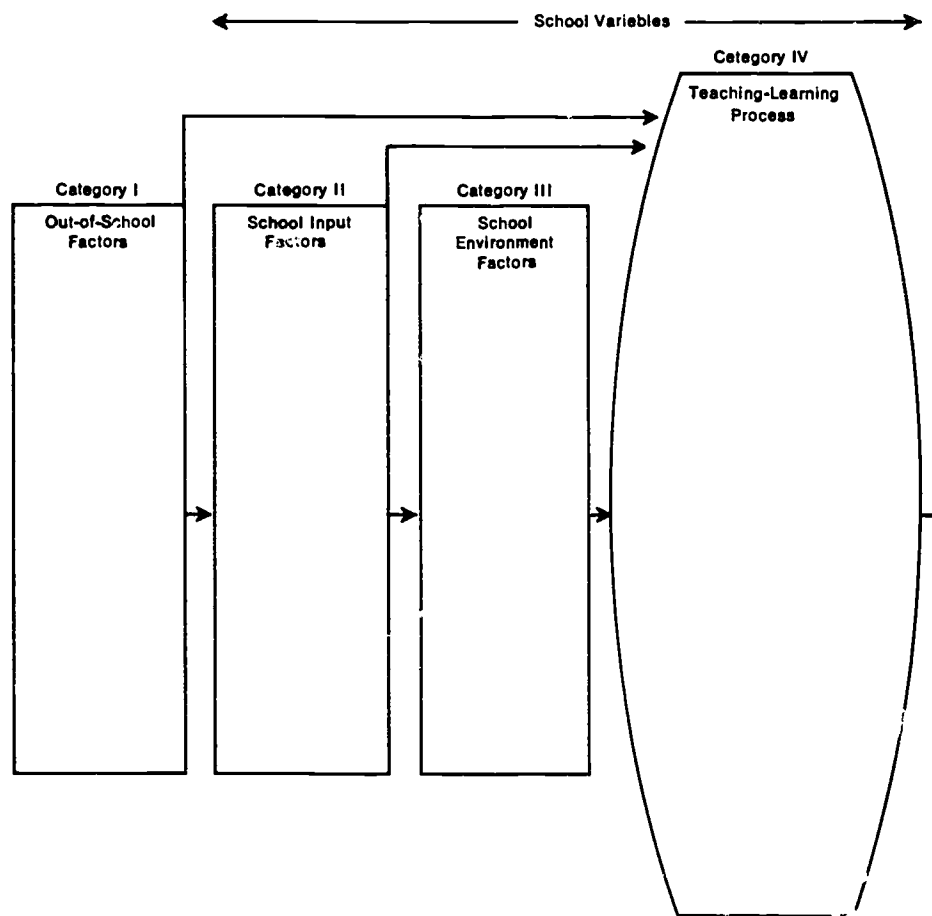 School Variables
Cetegory IV
Teaching-Learning
Process
Category I
Out-of-School
Factors
Category II
School Input
Factors
Category III
School
Environment
Factors